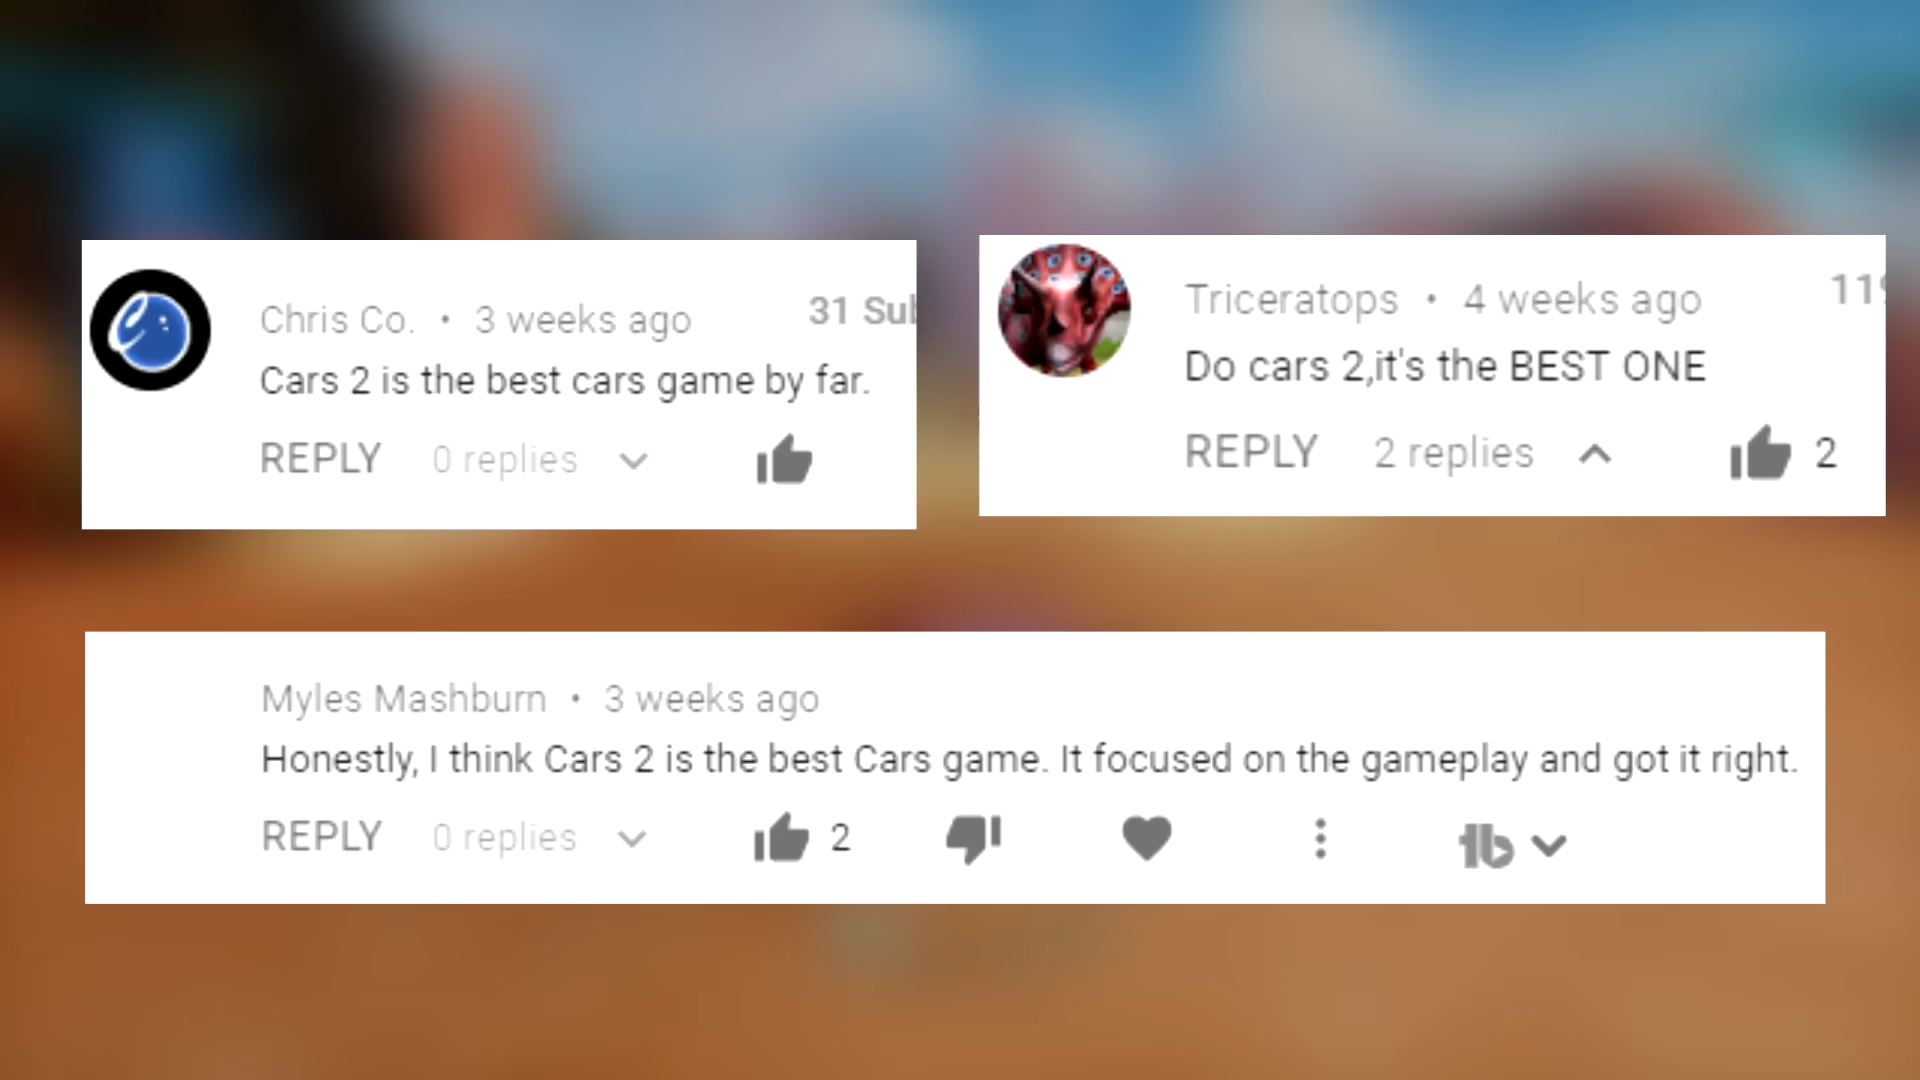 Chris Co. • 3 weeks ago 31 Sub
Cars 2 is the best cars game by far.
REPLY 0 replies
Triceratops • 4 weeks ago 119
Do cars 2,it's the BEST ONE
REPLY 2 replies 2
Myles Mashburn • 3 weeks ago
Honestly, I think Cars 2 is the best Cars game. It focused on the gameplay and got it right.
REPLY 0 replies 2
tb